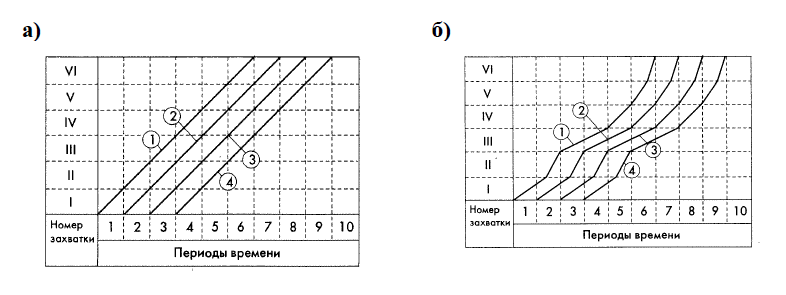 а)
VI
V
IV
III
II
I
1
2
3
4
Номер
захватки
1 2 3 4 5 6 7 8 9 10
Периоды времени
б)
VI
V
IV
III
II
I
1
2
3
4
Номер
захватки
1 2 3 4 5 6 7 8 9 10
Периоды времени